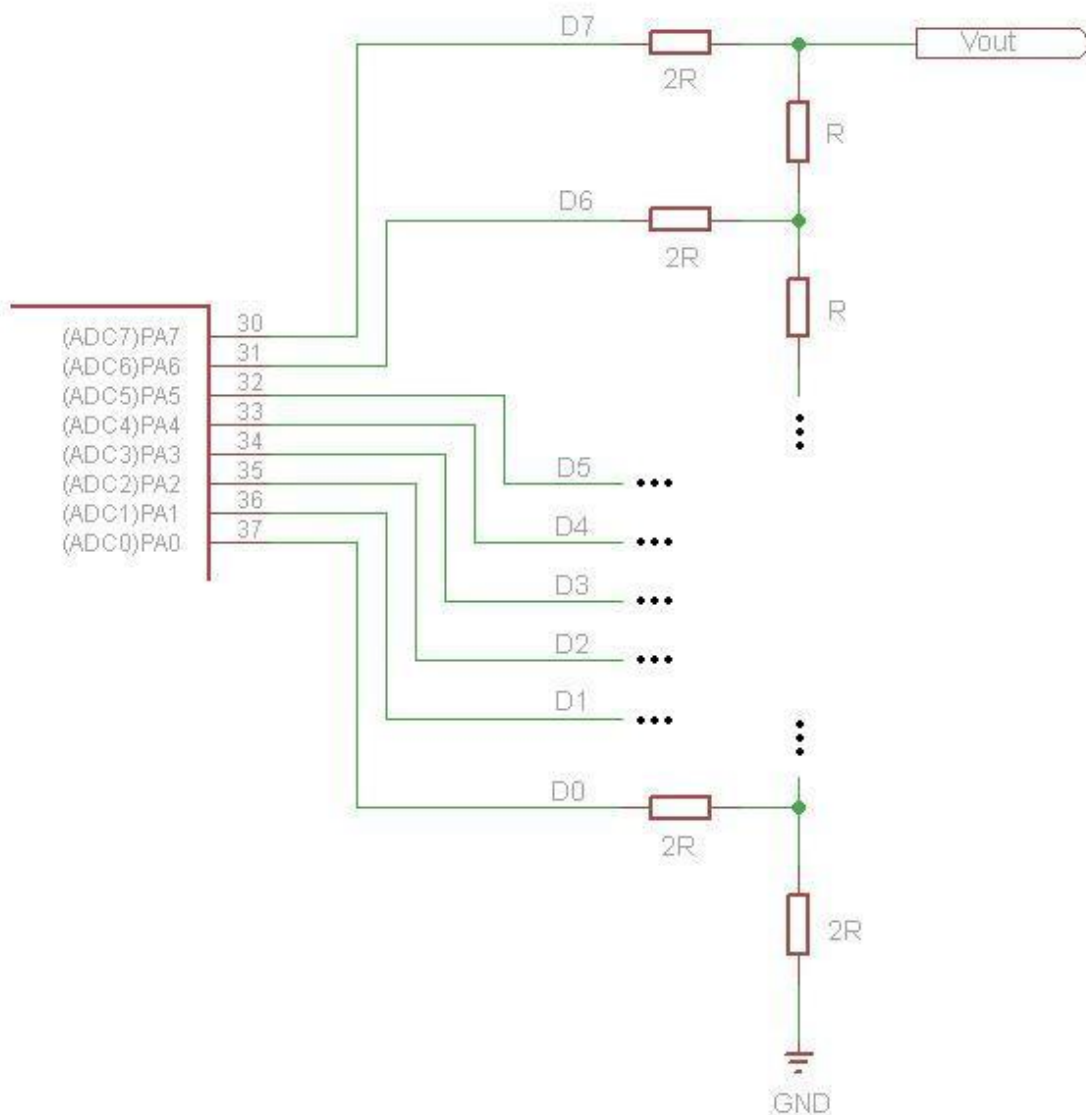 D7
Vout
2R
R
D6
2R
R
(ADC7)PA7 30
(ADC6)PA6 31
(ADC5)PA5 32
(ADC4)PA4 33
(ADC3)PA3 34
(ADC2)PA2 35
(ADC1)PA1 36
(ADC0)PA0 37
D5
D4
D3
D2
D1
D0
2R
2R
GND